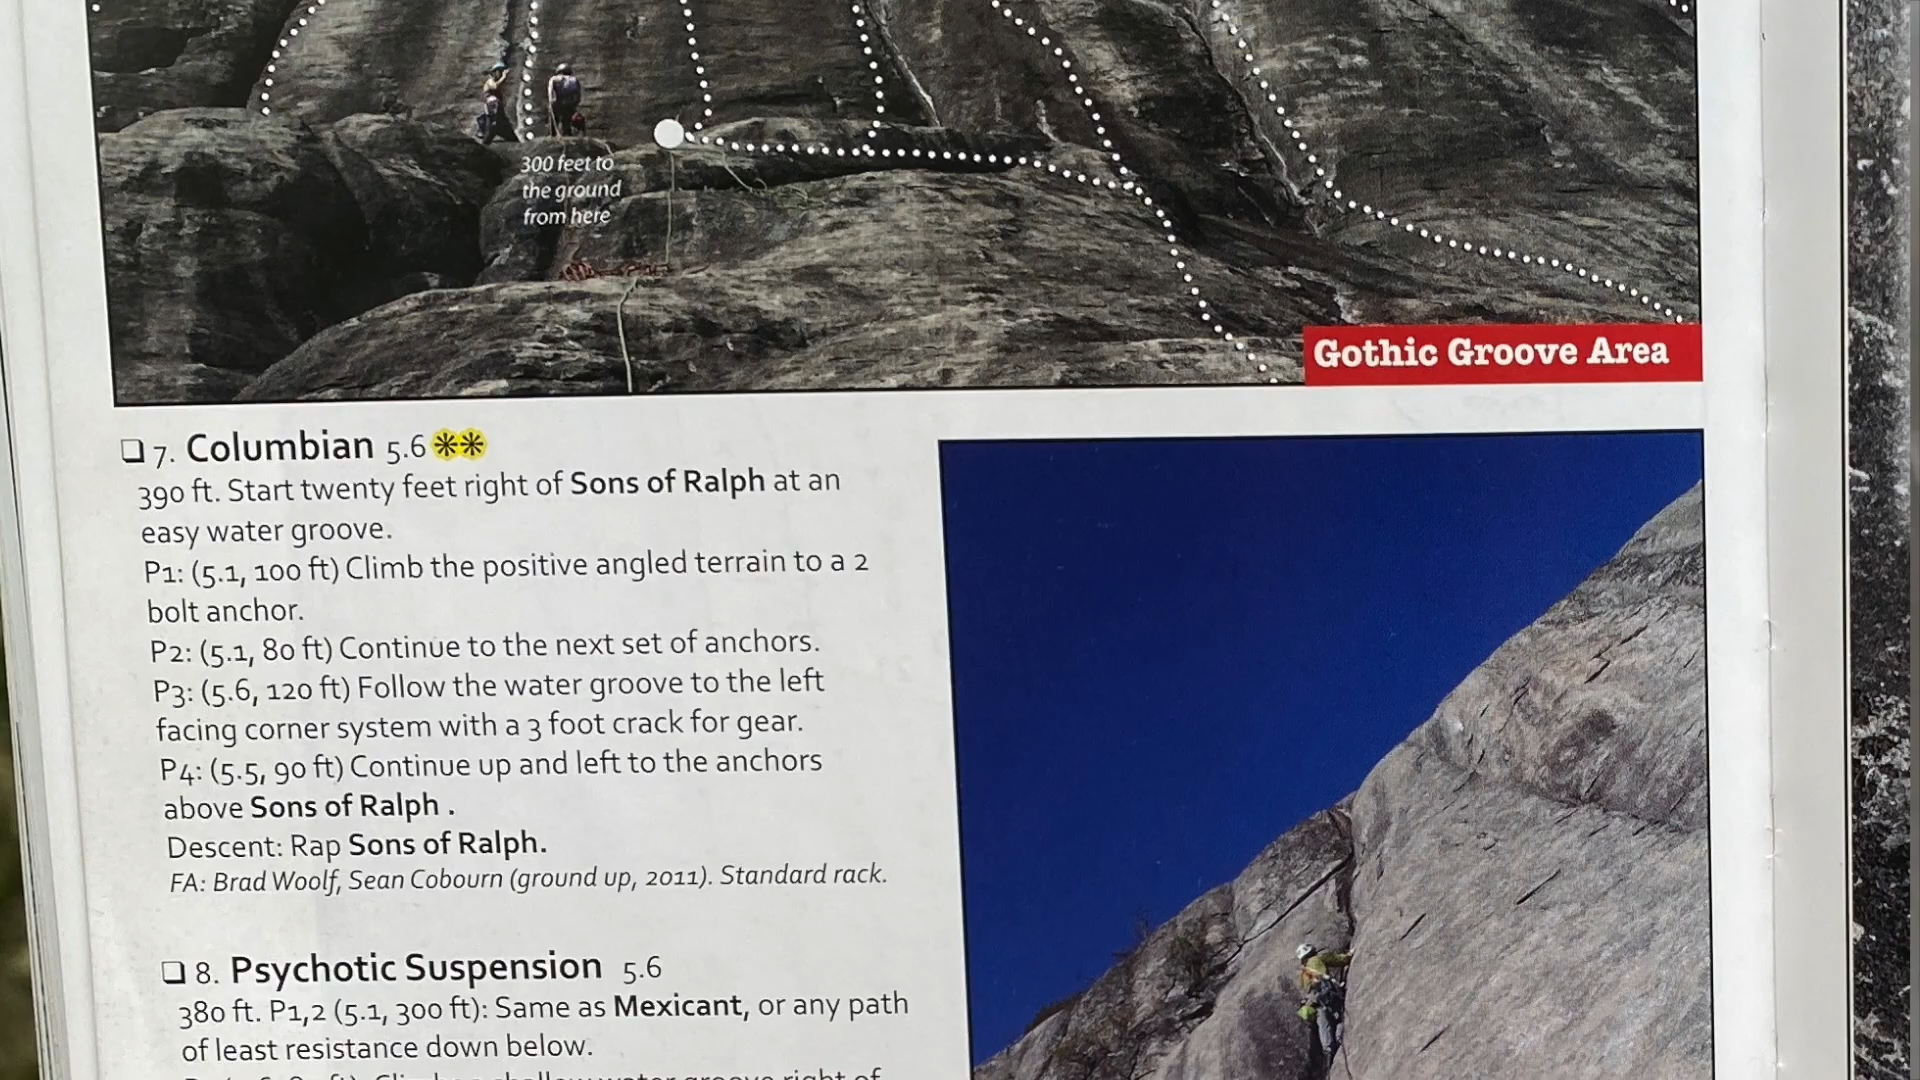 300 feet to
the ground
from here
Gothic Groove Area
❏ 7. Columbian 5.6 **
390 ft. Start twenty feet right of Sons of Ralph at an
easy water groove.
P1: (5.1, 100 ft) Climb the positive angled terrain to a 2
bolt anchor.
P2: (5.1, 80 ft) Continue to the next set of anchors.
P3: (5.6, 120 ft) Follow the water groove to the left
facing corner system with a 3 foot crack for gear.
P4: (5.5, 90 ft) Continue up and left to the anchors
above Sons of Ralph .
Descent: Rap Sons of Ralph.
FA: Brad Woolf, Sean Cobourn (ground up, 2011). Standard rack.
❏ 8. Psychotic Suspension 5.6
380 ft. P1,2 (5.1, 300 ft): Same as Mexicant, or any path
of least resistance down below.
shallow water groove right of